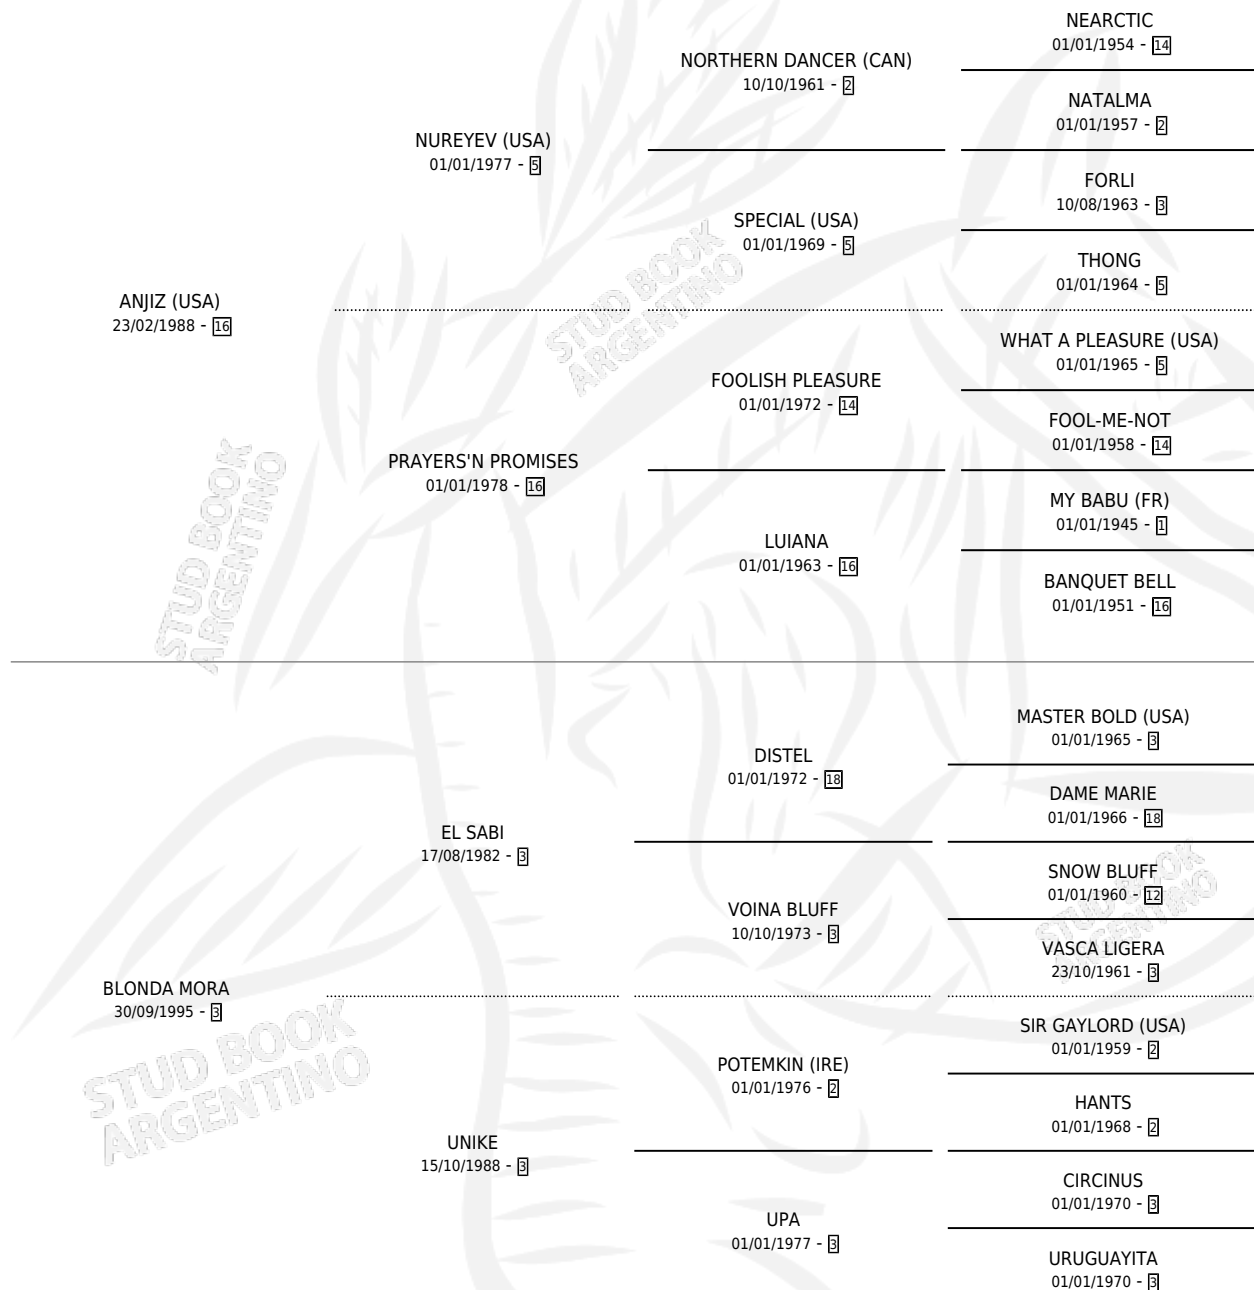 NEARCTIC
01/01/1954 - 14
NORTHERN DANCER (CAN)
10/10/1961 - 2
NATALMA
01/01/1957 - 2
NUREYEV (USA)
01/01/1977 - 5
FORLI
10/08/1963 - 3
SPECIAL (USA)
01/01/1969 - 5
THONG
01/01/1964 - 5
ANJIZ (USA)
23/02/1988 - 16
WHAT A PLEASURE (USA)
01/01/1965 - 5
FOOLISH PLEASURE
01/01/1972 - 14
FOOL-ME-NOT
01/01/1958 - 14
PRAYERS'N PROMISES
01/01/1978 - 16
MY BABU (FR)
01/01/1945 - 1
LUIANA
01/01/1963 - 16
BANQUET BELL
01/01/1951 - 16
MASTER BOLD (USA)
01/01/1965 - 3
DISTEL
01/01/1972 - 18
DAME MARIE
01/01/1966 - 18
EL SABI
17/08/1982 - 3
SNOW BLUFF
01/01/1960 - 12
VOINA BLUFF
10/10/1973 - 3
VASCA LIGERA
23/10/1961 - 3
BLONDA MORA
30/09/1995 - 3
SIR GAYLORD (USA)
01/01/1959 - 2
POTEMKIN (IRE)
01/01/1976 - 2
HANTS
01/01/1968 - 2
UNIKE
15/10/1988 - 3
CIRCINUS
01/01/1970 - 3
UPA
01/01/1977 - 3
URUGUAYITA
01/01/1970 - 3
STUD BOOK
ARGENTINO
STUD BOOK
ARGENTINO
STUD BOOK
ARGENTINO
STUD BOOK
ARGENTINO